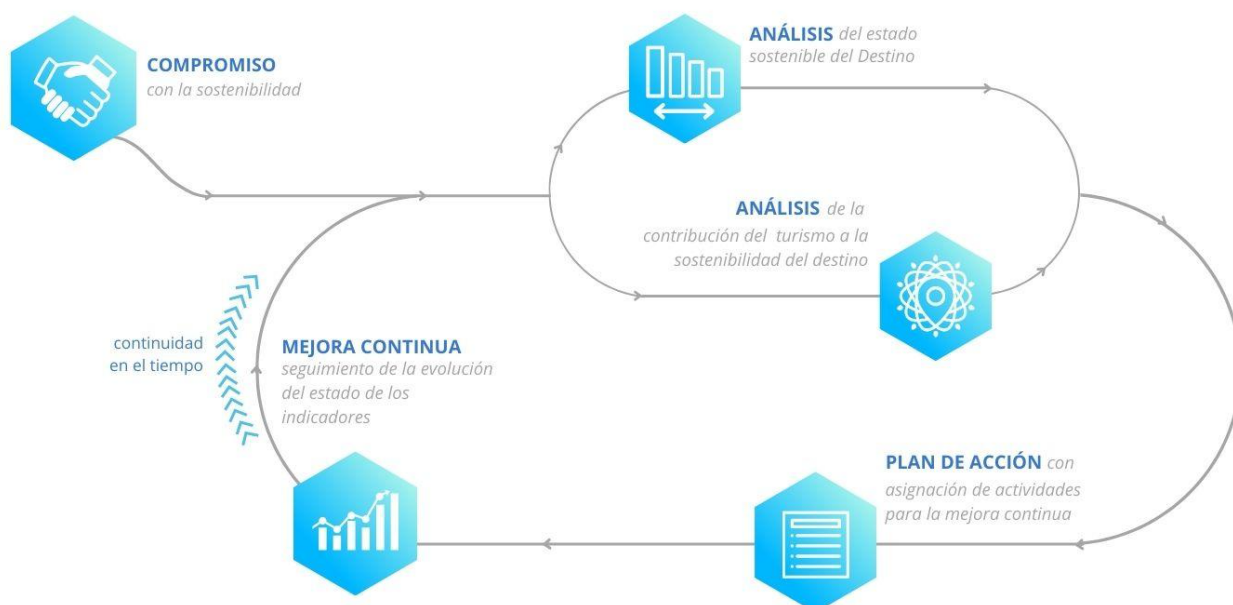 COMPROMISO
con la sostenibilidad
ANÁLISIS del estado
sostenible del Destino
ANÁLISIS de la
contribución del turismo a la
sostenibilidad del destino
continuidad
en el tiempo
MEJORA CONTINUA
seguimiento de la evolución
del estado de los
indicadores
PLAN DE ACCIÓN con
asignación de actividades
para la mejora continua